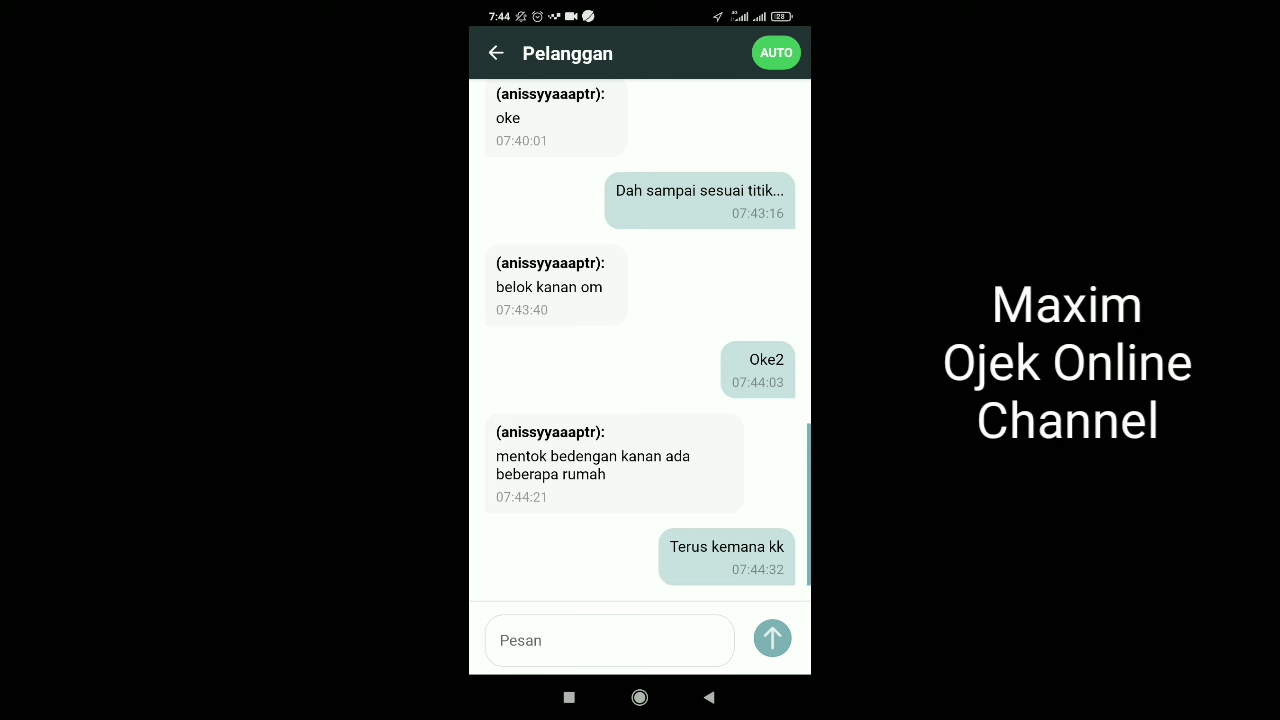 7:44
28
Pelanggan
AUTO
(anissyyaaaptr):
oke
07:40:01
Dah sampai sesuai titik...
07:43:16
(anissyyaaaptr):
belok kanan om
07:43:40
Oke2
07:44:03
(anissyyaaaptr):
mentok bedengan kanan ada
beberapa rumah
07:44:21
Terus kemana kk
07:44:32
Pesan
Maxim
Ojek Online
Channel